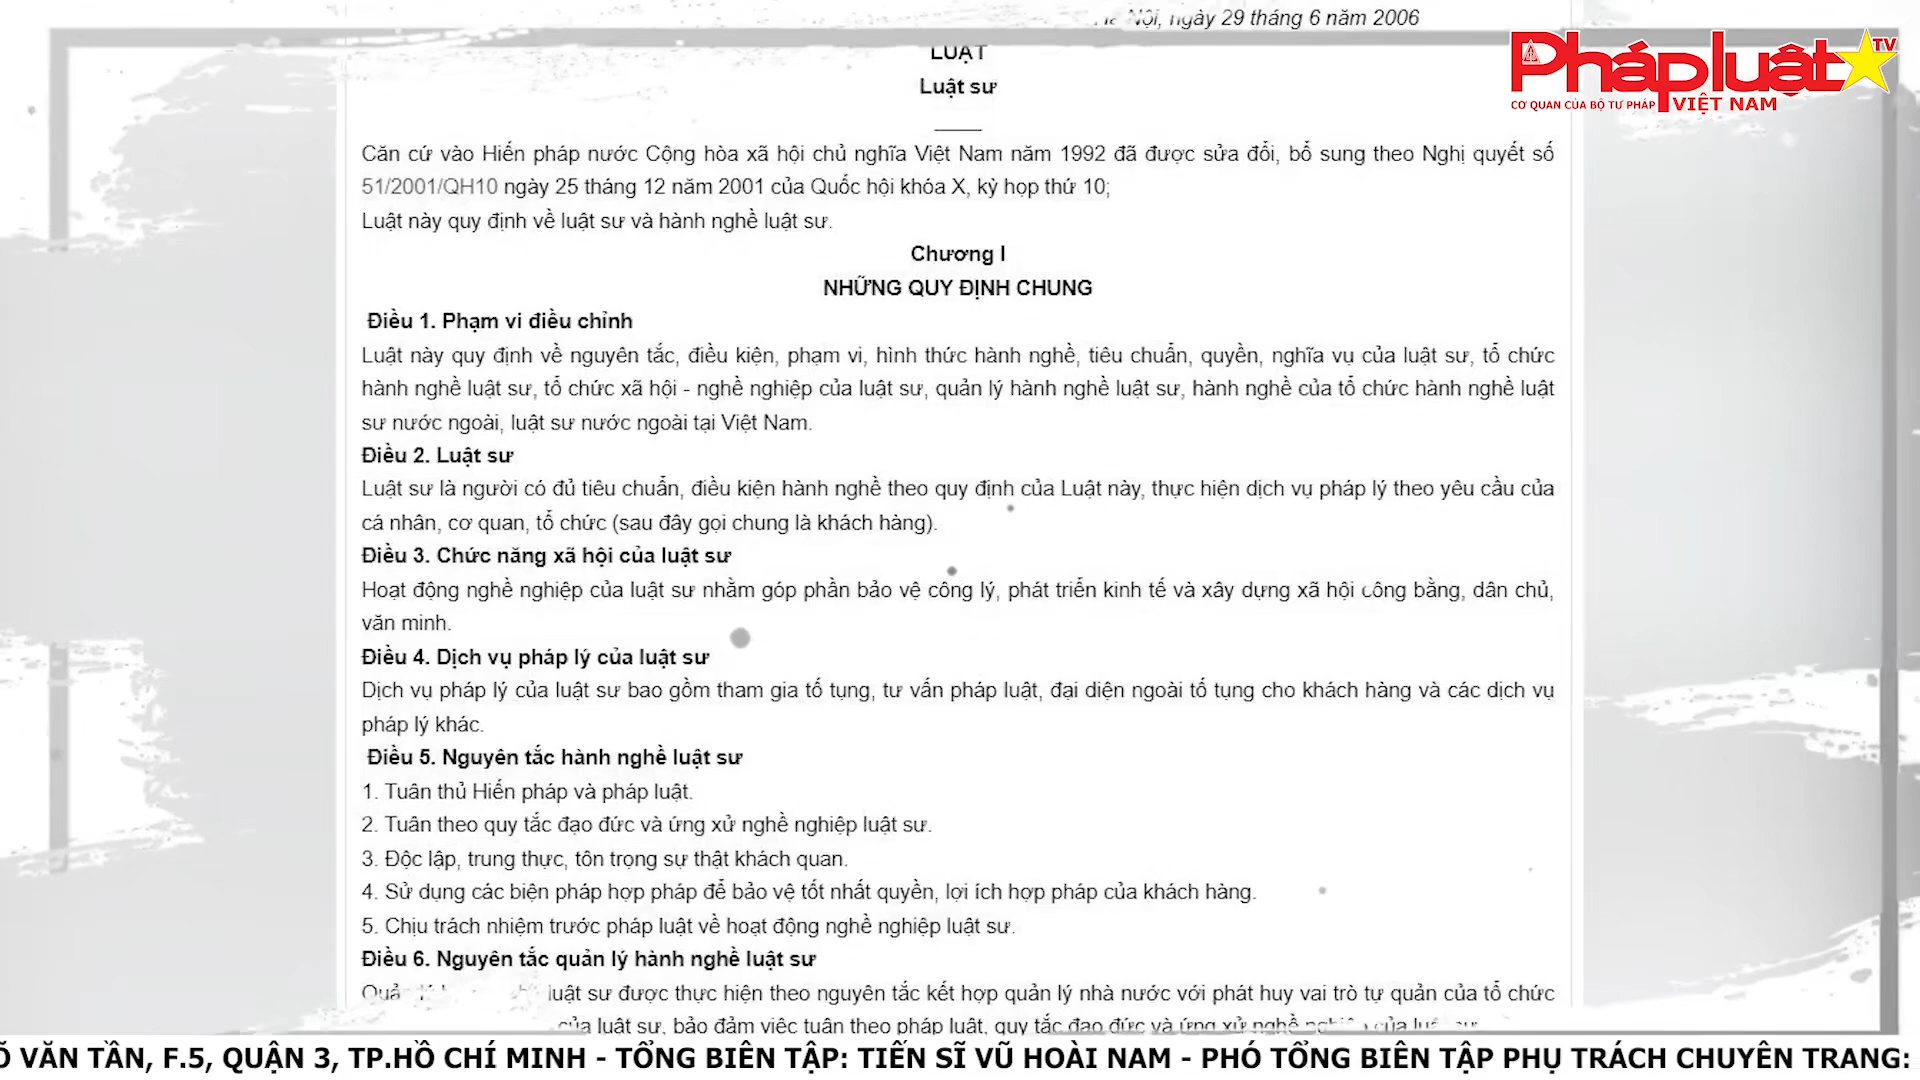 Nội, ngày 29 tháng 6 năm 2006
Phápluật TV
CƠ QUAN CỦA BỘ TƯ PHÁP VIỆT NAM
LUẬT
Luật sư
Căn cứ vào Hiến pháp nước Cộng hòa xã hội chủ nghĩa Việt Nam năm 1992 đã được sửa đổi, bổ sung theo Nghị quyết số
51/2001/QH10 ngày 25 tháng 12 năm 2001 của Quốc hội khóa X, kỳ họp thứ 10;
Luật này quy định về luật sư và hành nghề luật sư.
Chương I
NHỮNG QUY ĐỊNH CHUNG
Điều 1. Phạm vi điều chỉnh
Luật này quy định về nguyên tắc, điều kiện, phạm vi, hình thức hành nghề, tiêu chuẩn, quyền, nghĩa vụ của luật sư, tổ chức
hành nghề luật sư, tổ chức xã hội - nghề nghiệp của luật sư, quản lý hành nghề luật sư, hành nghề của tổ chức hành nghề luật
sư nước ngoài, luật sư nước ngoài tại Việt Nam.
Điều 2. Luật sư
Luật sư là người có đủ tiêu chuẩn, điều kiện hành nghề theo quy định của Luật này, thực hiện dịch vụ pháp lý theo yêu cầu của
cá nhân, cơ quan, tổ chức (sau đây gọi chung là khách hàng).
Điều 3. Chức năng xã hội của luật sư
Hoạt động nghề nghiệp của luật sư nhằm góp phần bảo vệ công lý, phát triển kinh tế và xây dựng xã hội công bằng, dân chủ,
văn minh.
Điều 4. Dịch vụ pháp lý của luật sư
Dịch vụ pháp lý của luật sư bao gồm tham gia tố tụng, tư vấn pháp luật, đại diện ngoài tố tụng cho khách hàng và các dịch vụ
pháp lý khác.
Điều 5. Nguyên tắc hành nghề luật sư
1. Tuân thủ Hiến pháp và pháp luật.
2. Tuân theo quy tắc đạo đức và ứng xử nghề nghiệp luật sư.
3. Độc lập, trung thực, tôn trọng sự thật khách quan.
4. Sử dụng các biện pháp hợp pháp để bảo vệ tốt nhất quyền, lợi ích hợp pháp của khách hàng.
5. Chịu trách nhiệm trước pháp luật về hoạt động nghề nghiệp luật sư.
Điều 6. Nguyên tắc quản lý hành nghề luật sư
luật sư được thực hiện theo nguyên tắc kết hợp quản lý nhà nước với phát huy vai trò tự quản của tổ chức
của luật sư, bảo đảm việc tuân theo pháp luật, quy tắc đạo đức và ứng xử nghề
VĂN TẦN, F.5, QUẬN 3, TP.HỒ CHÍ MINH - TỔNG BIÊN TẬP: TIẾN SĨ VŨ HOÀI NAM - PHÓ TỔNG BIÊN TẬP PHỤ TRÁCH CHUYÊN TRANG: